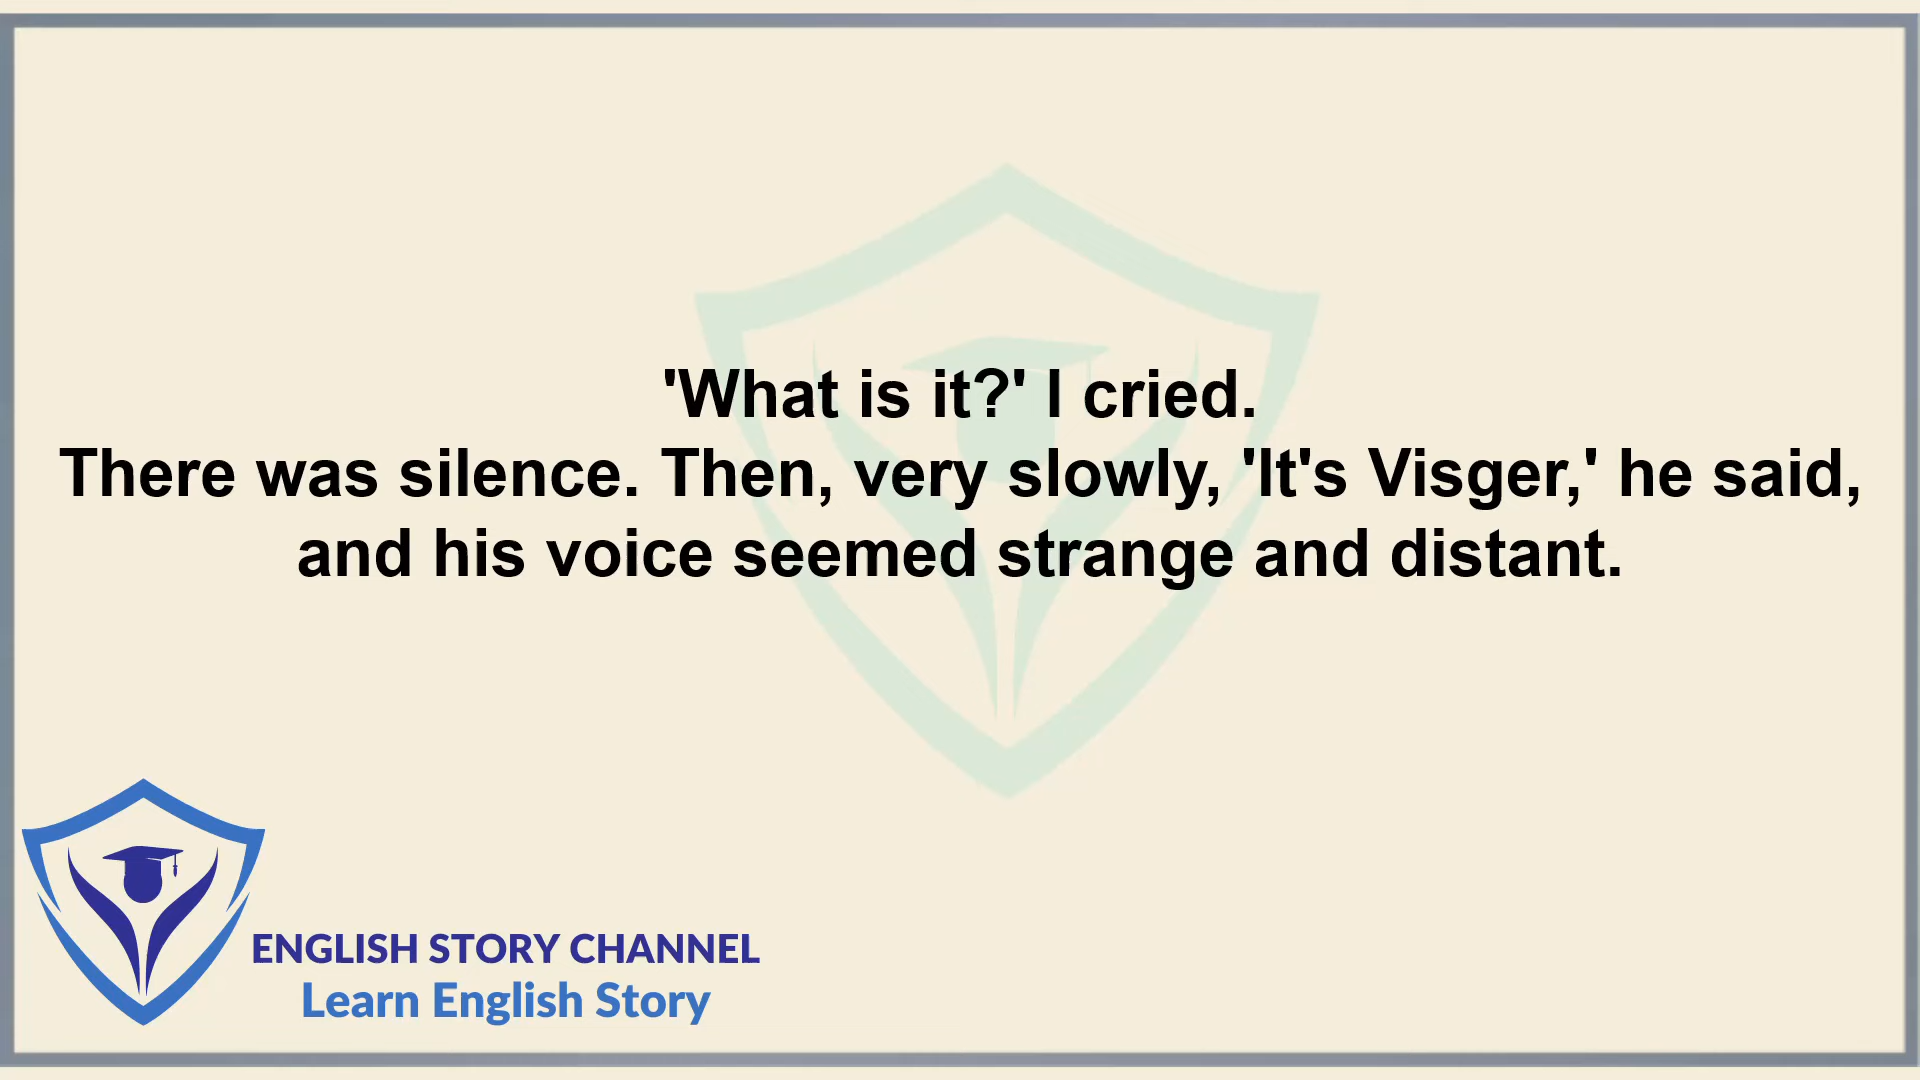 'What is it?' I cried.
There was silence. Then, very slowly, 'It's Visger,' he said,
and his voice seemed strange and distant.
ENGLISH STORY CHANNEL
Learn English Story